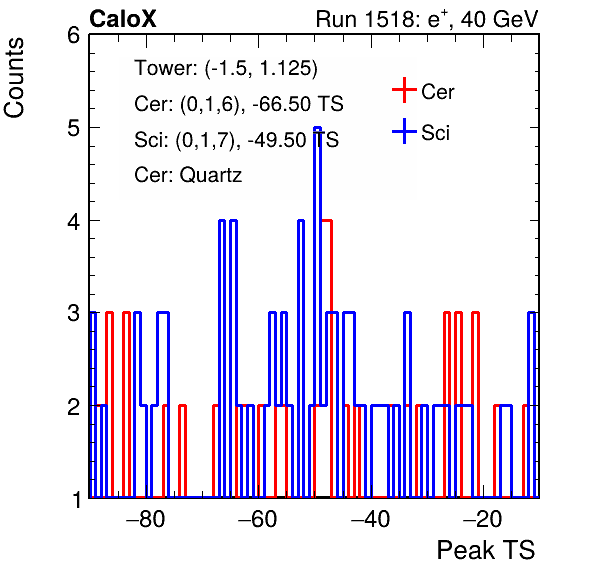 CaloX Run 1518: e⁺, 40 GeV
Counts
6
5
4
3
2
1
Tower: (-1.5, 1.125)
Cer: (0,1,6), -66.50 TS
Sci: (0,1,7), -49.50 TS
Cer: Quartz
Cer
Sci
−80 −60 −40 −20
Peak TS